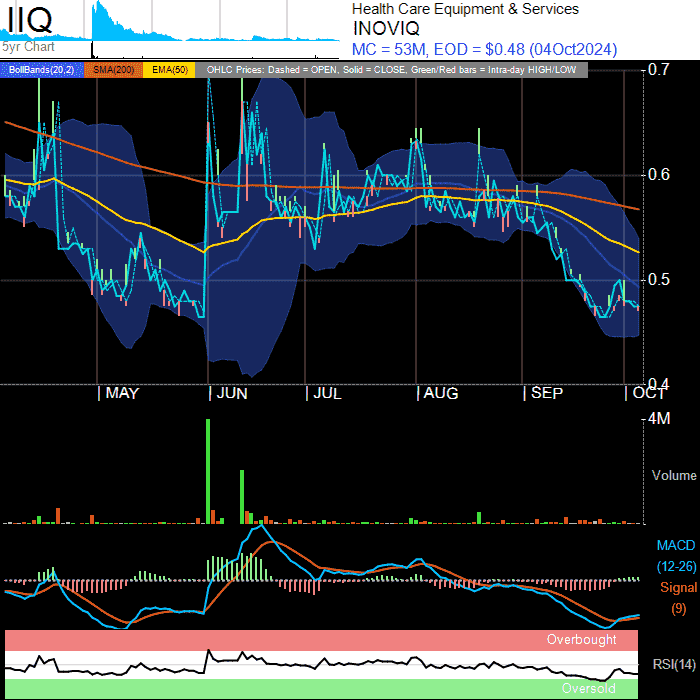 IIQ
5yr Chart
Health Care Equipment & Services
INOVIQ
MC = 53M, EOD = $0.48 (04Oct2024)
BollBands(20,2) SMA(200) EMA(50) OHLC Prices: Dashed = OPEN, Solid = CLOSE, Green/Red bars = Intra-day HIGH/LOW
0.7
0.6
0.5
0.4
MAY JUN JUL AUG SEP OCT
4M
Volume
MACD
(12-26)
Signal
(9)
Overbought
RSI(14)
Oversold